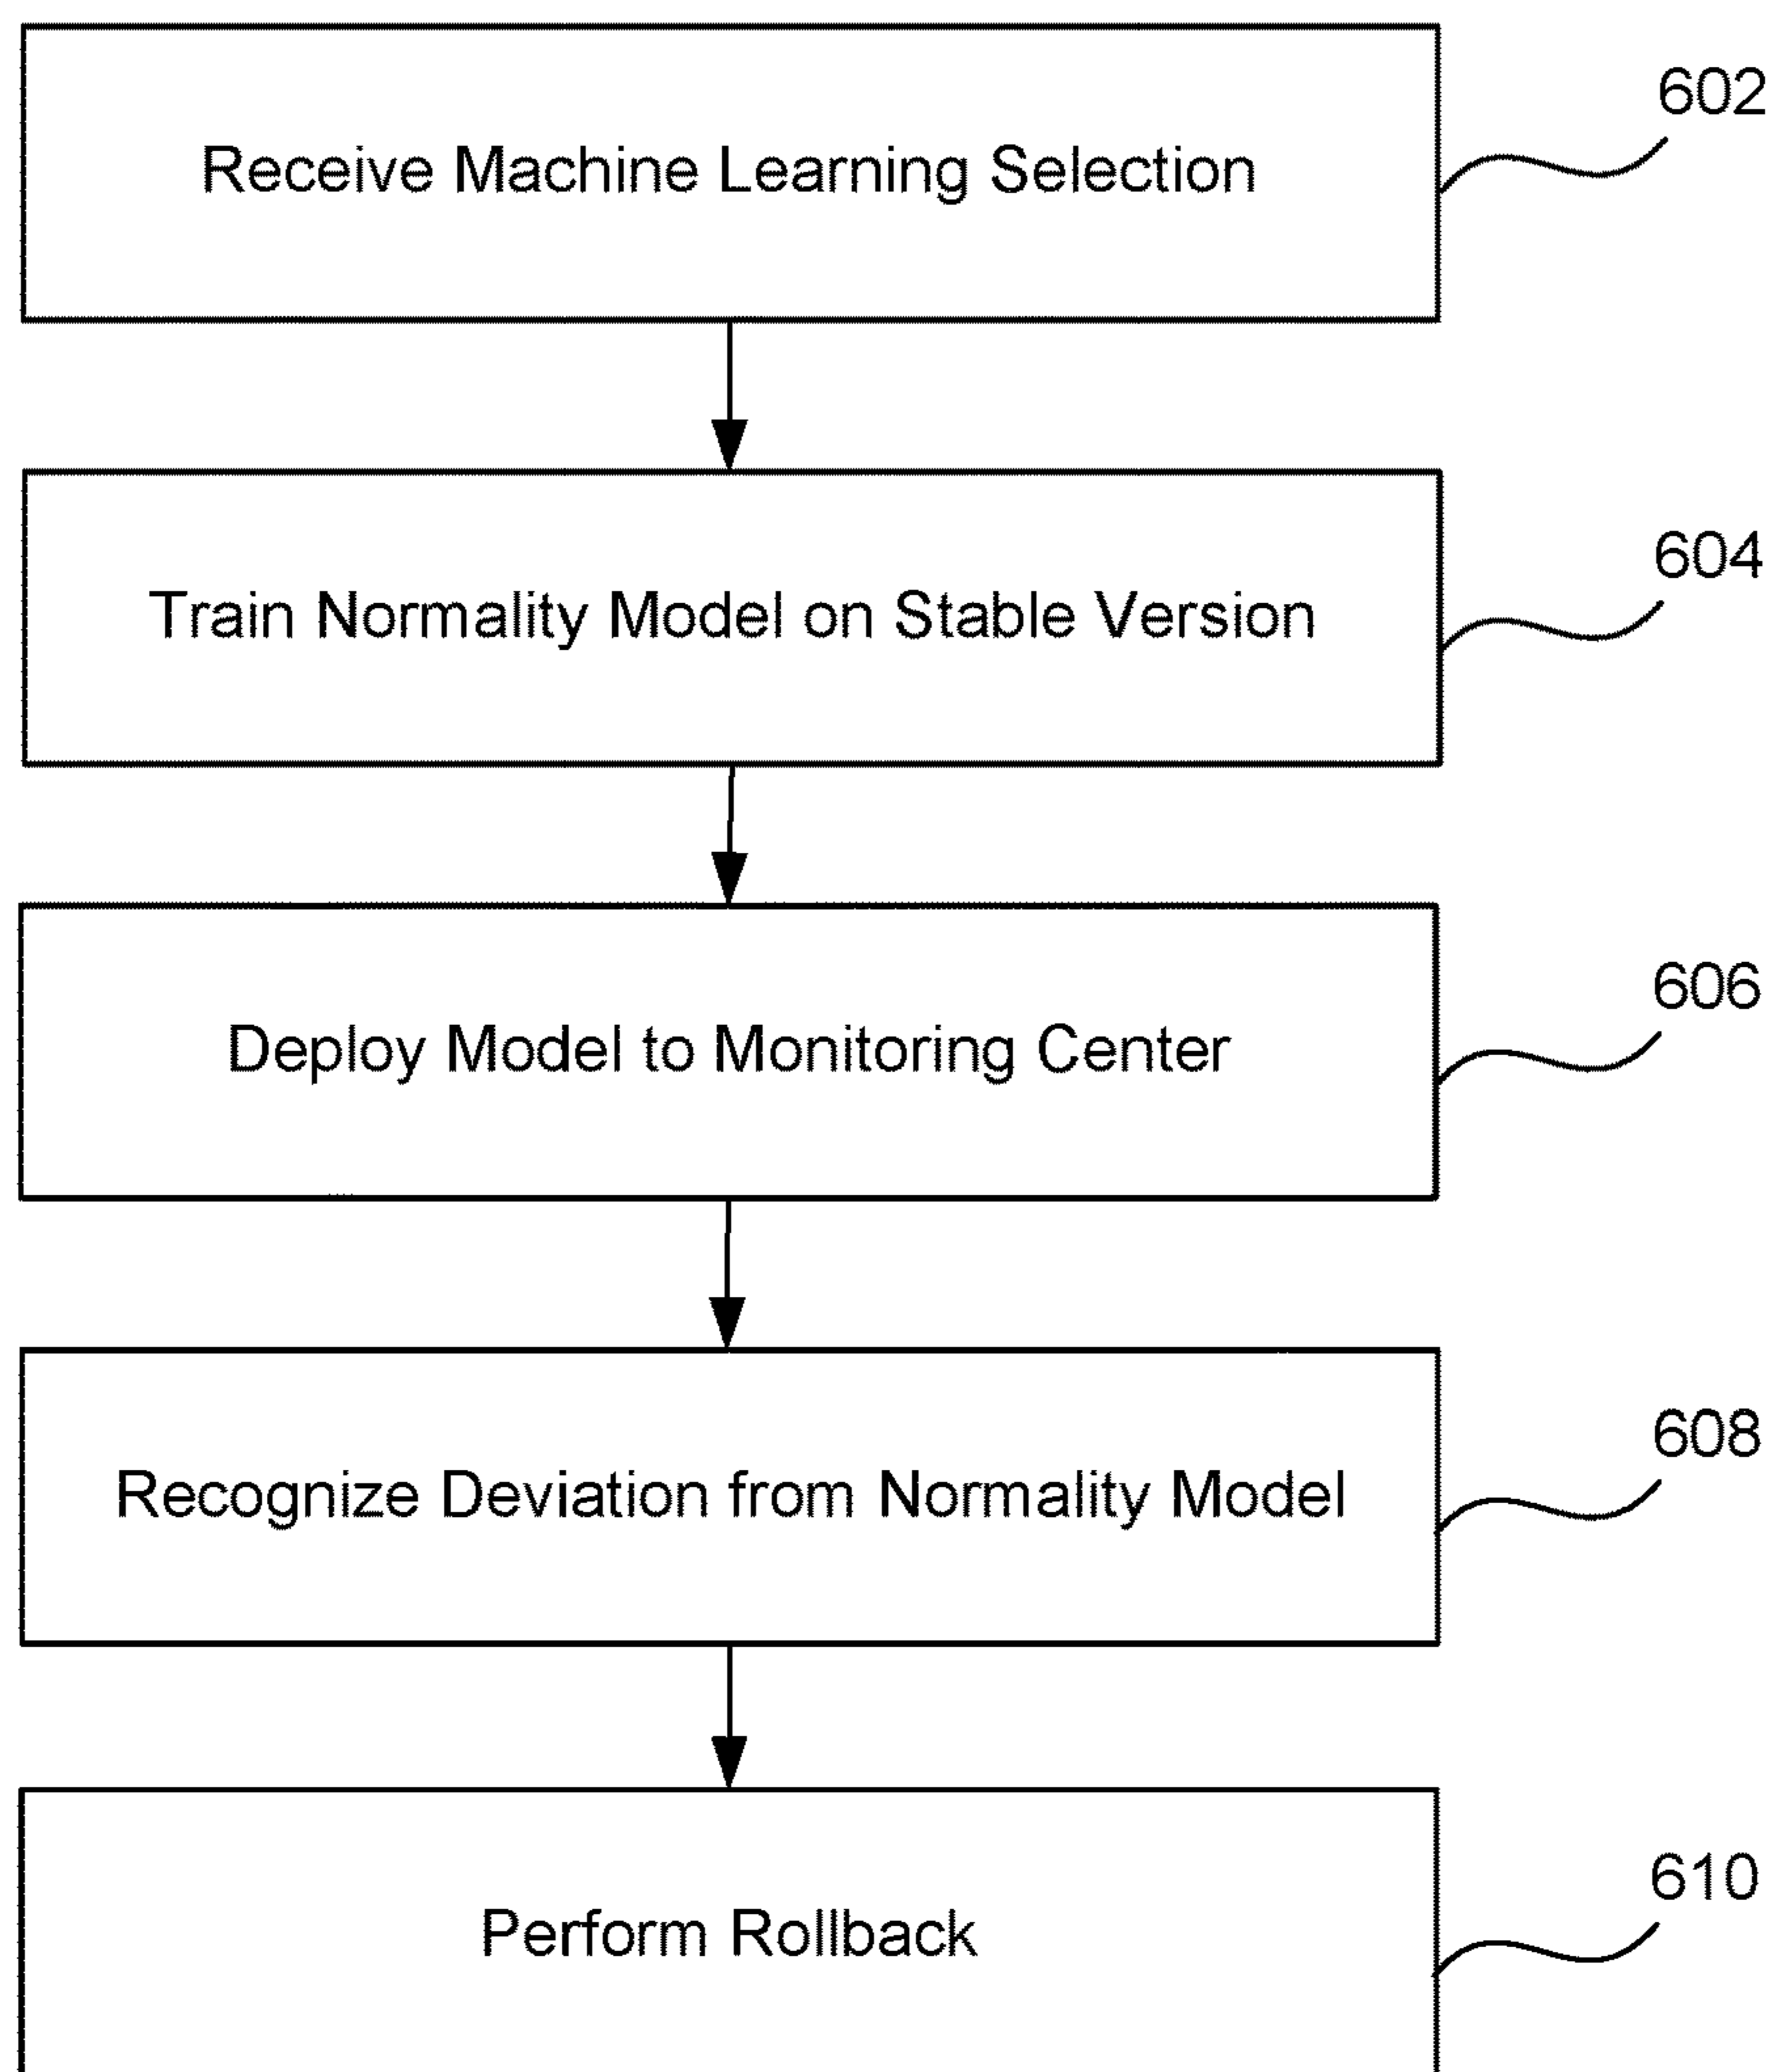 Receive Machine Learning Selection
602
Train Normality Model on Stable Version
604
Deploy Model to Monitoring Center
606
Recognize Deviation from Normality Model
608
Perform Rollback
610